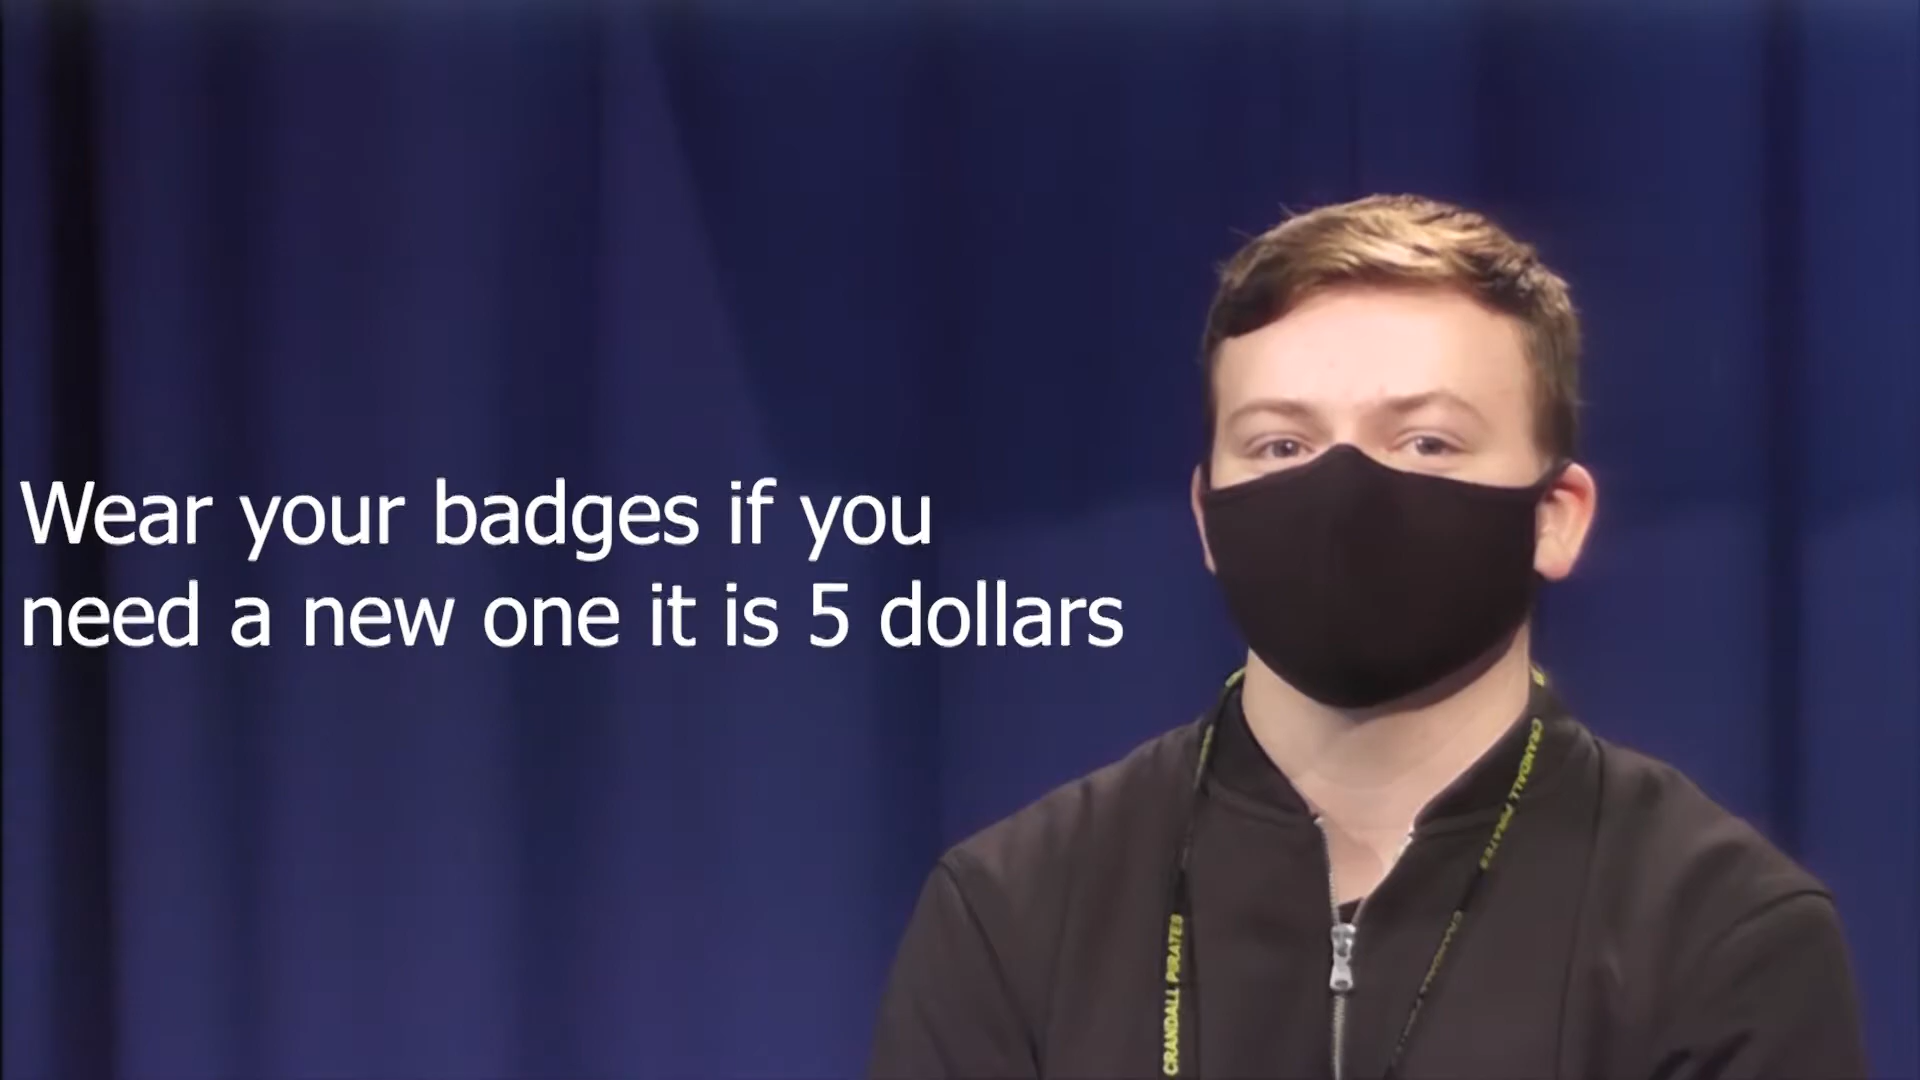 Wear your badges if you
need a new one it is 5 dollars
CRANDALL PIRATES
CRANDALL PIRATES